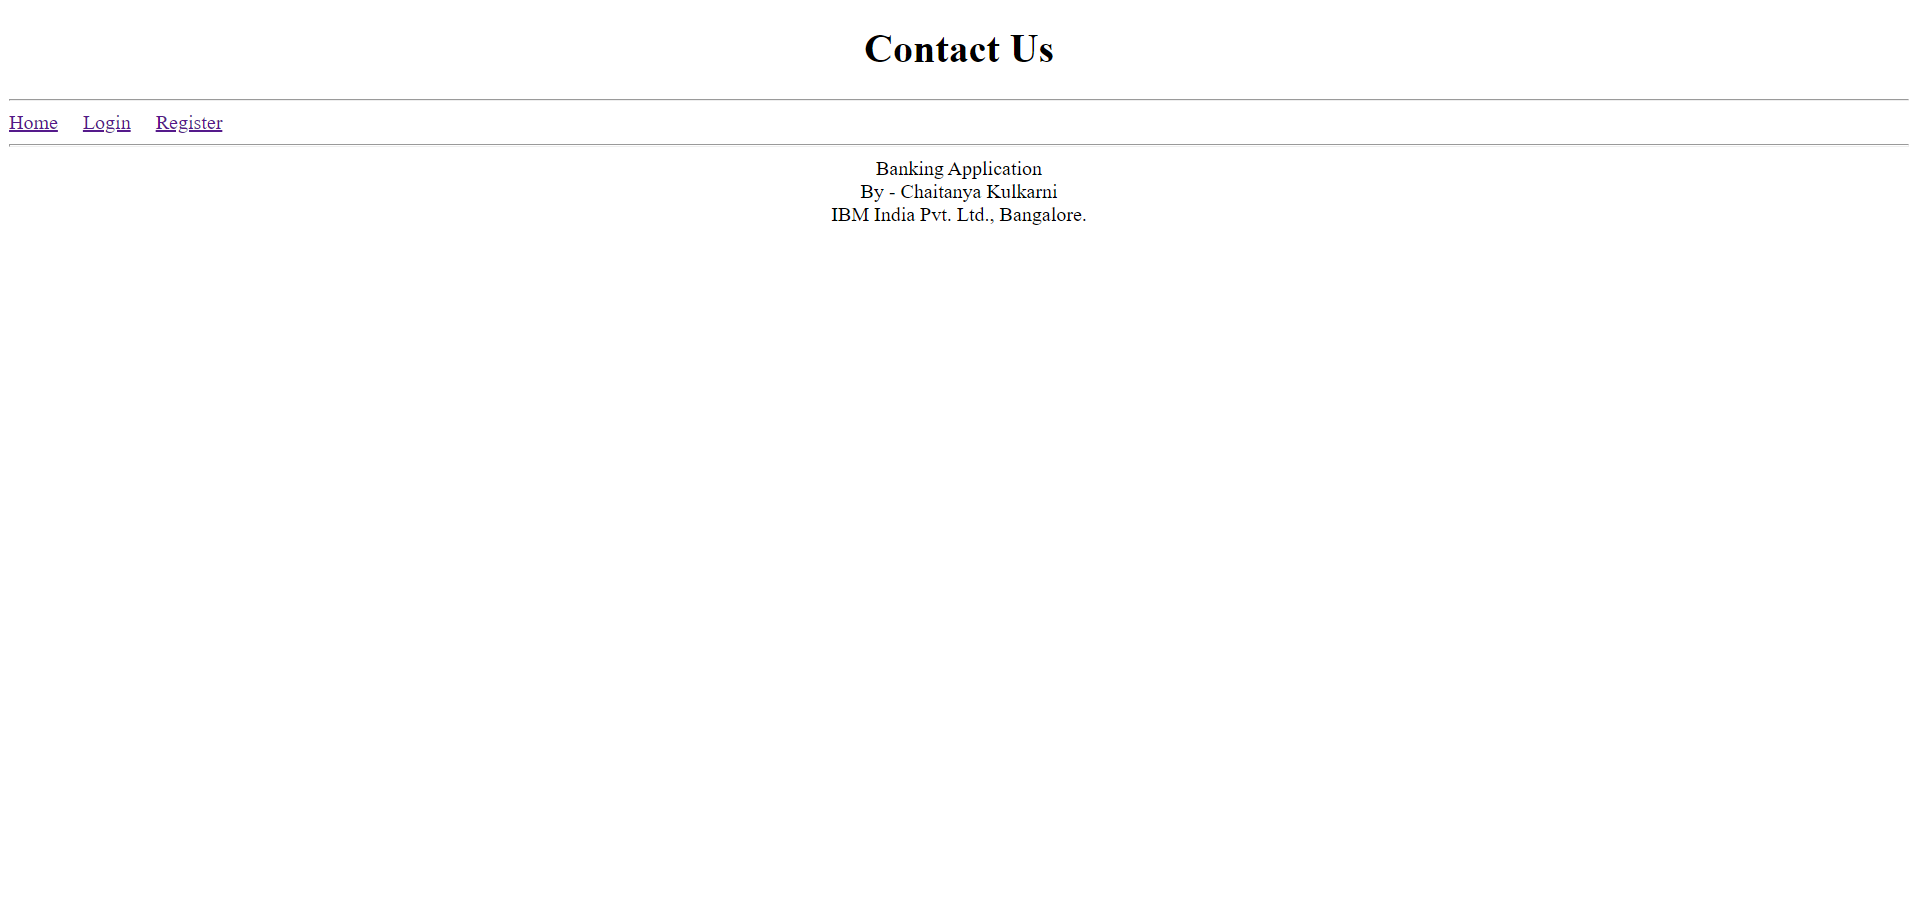 Contact Us
Home Login Register
Banking Application
By - Chaitanya Kulkarni
IBM India Pvt. Ltd., Bangalore.